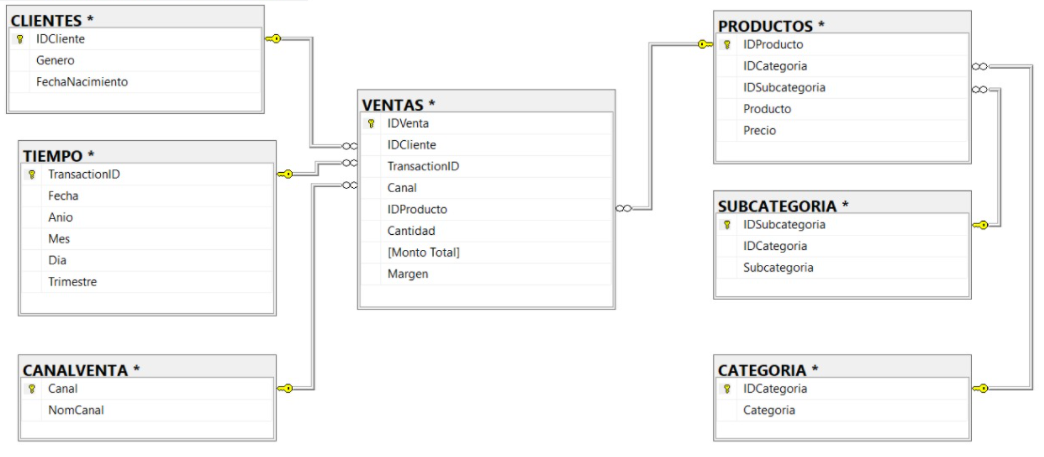 CLIENTES *
IDCliente
Genero
FechaNacimiento
TIEMPO *
TransactionID
Fecha
Anio
Mes
Dia
Trimestre
CANALVENTA *
Canal
NomCanal
VENTAS *
IDVenta
IDCliente
TransactionID
Canal
IDProducto
Cantidad
[Monto Total]
Margen
PRODUCTOS *
IDProducto
IDCategoria
IDSubcategoria
Producto
Precio
SUBCATEGORIA *
IDSubcategoria
IDCategoria
Subcategoria
CATEGORIA *
IDCategoria
Categoria